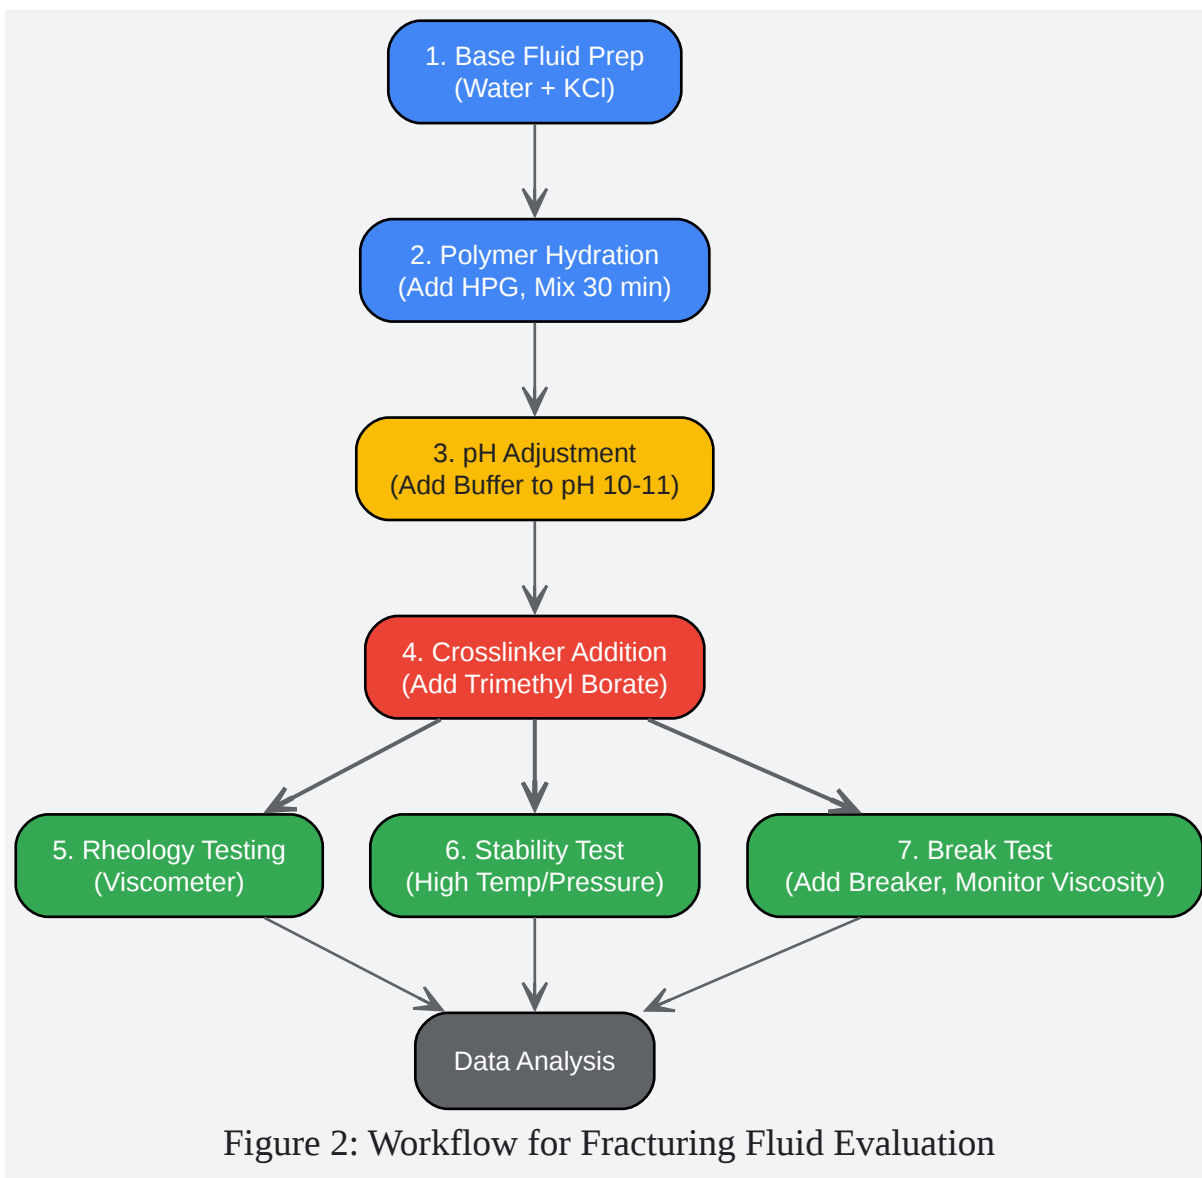 1. Base Fluid Prep
(Water + KCl)
2. Polymer Hydration
(Add HPG, Mix 30 min)
3. pH Adjustment
(Add Buffer to pH 10-11)
4. Crosslinker Addition
(Add Trimethyl Borate)
5. Rheology Testing
(Viscometer)
6. Stability Test
(High Temp/Pressure)
7. Break Test
(Add Breaker, Monitor Viscosity)
Data Analysis
Figure 2: Workflow for Fracturing Fluid Evaluation